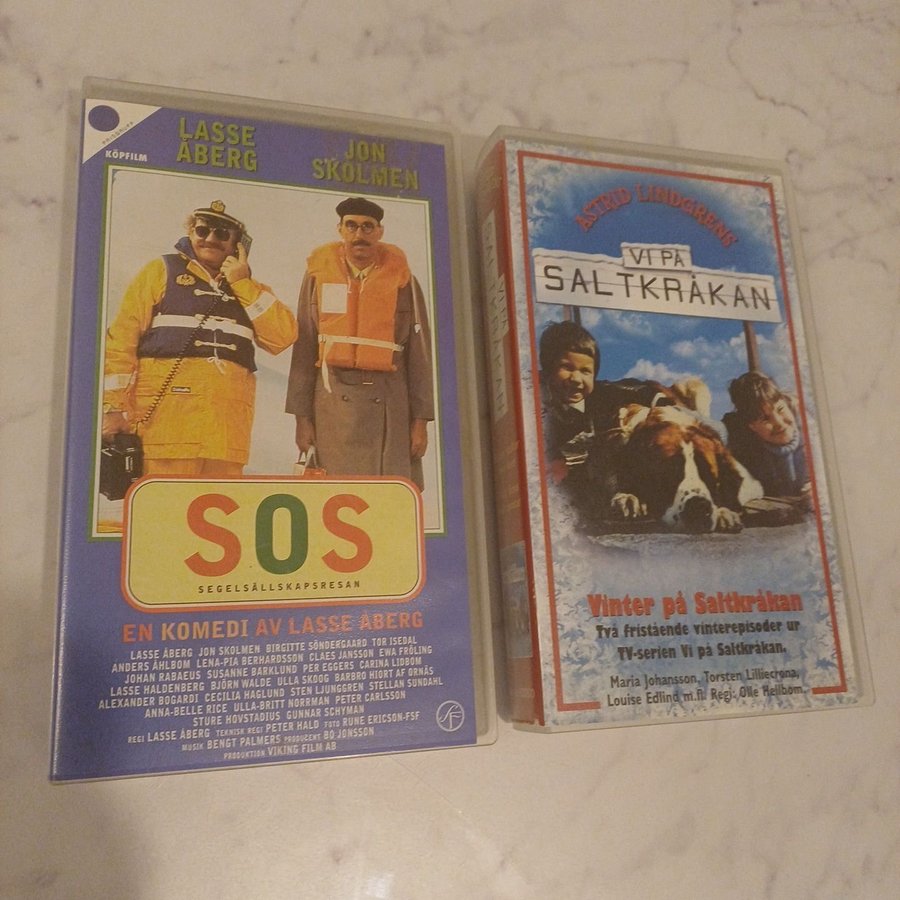 KÖPFILM
LASSE
ÅBERG
JON
SKOLMEN
SOS
SEGELSÄLLSKAPSRESAN
EN KOMEDI AV LASSE ÅBERG
LASSE ÅBERG JON SKOLMEN BIRGITTE SÖNDERGAARD TOR ISEDAL
ANDERS ÅHLBOM LENA-PIA BERHARDSSON CLAES JANSSON EWA FRÖLING
JOHAN RABAEUS SUSANNE BARKLUND PER EGGERS CARINA LIDBOM
LASSE HALDENBERG BJÖRN WALDE ULLA SKOOG BARBRO HIORT AF ORNÄS
ALEXANDER BOGARDI CECILIA HAGLUND STEN LJUNGGREN STELLAN SUNDAHL
ANNA-BELLE RICE ULLA-BRITT NORRMAN PETER CARLSSON
STURE HOVSTADIUS GUNNAR SCHYMAN
REGI LASSE ÅBERG TEKNISK REGI PETER HALD FOTO RUNE ERICSON-FSF
MUSIK BENGT PALMERS PRODUCENT BO JONSSON
PRODUKTION VIKING FILM AB
SF
ASTRID LINDGRENS
VI PÅ
SALTKRÅKAN
Vinter på Saltkråkan
Två fristående vinterepisoder ur
TV-serien Vi på Saltkråkan.
Maria Johansson, Torsten Lilliecrona,
Louise Edlind m.fl. Regi: Olle Hellbom.